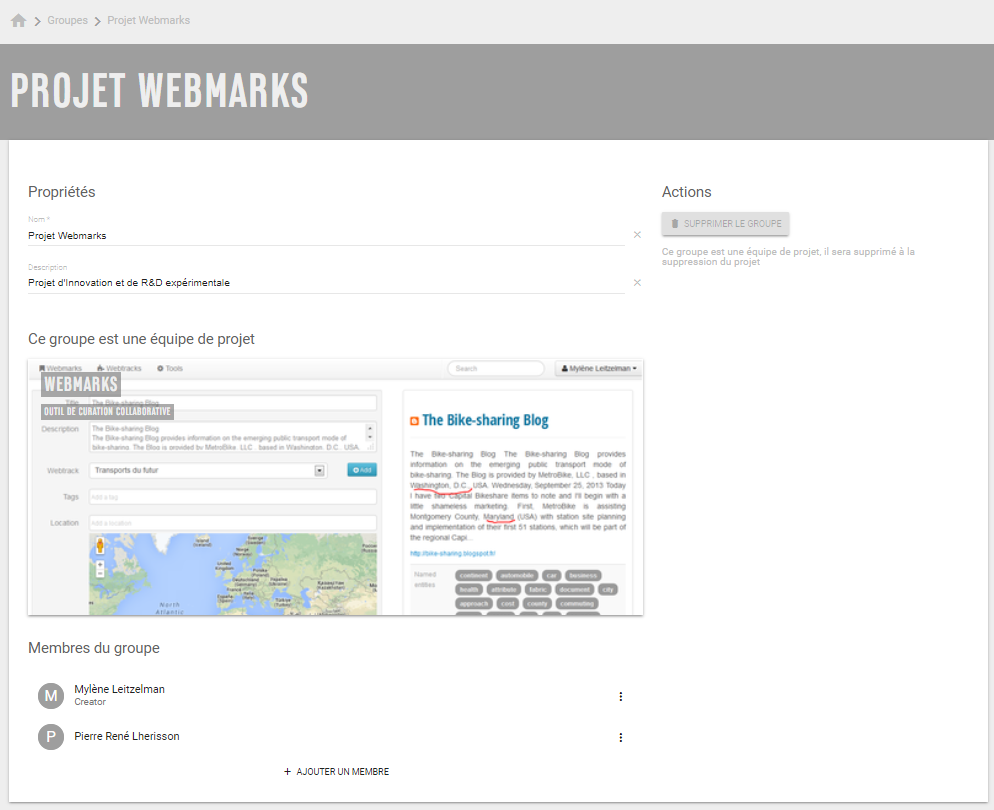 Groupes Projet Webmarks
PROJET WEBMARKS
Propriétés
Nom *
Projet Webmarks
Description
Projet d'Innovation et de R&D expérimentale
Actions
SUPPRIMER LE GROUPE
Ce groupe est une équipe de projet, il sera supprimé à la
suppression du projet
Ce groupe est une équipe de projet
Webmarks Webtracks Tools
Search
Mylène Leitzelman
WEBMARKS
OUTIL DE CURATION COLLABORATIVE
Title The Bike-sharing Blog
Description The Bike-sharing Blog
The Bike-sharing Blog provides information on the emerging public transport mode of
bike-sharing. The Blog is provided by MetroBike, LLC , based in Washington, D.C., USA.
Webtrack Transports du futur Add
Tags Add a tag
Location Add a location
North
Atlantic
The Bike-sharing Blog
The Bike-sharing Blog The Bike-sharing Blog provides
information on the emerging public transport mode of
bike-sharing. The Blog is provided by MetroBike, LLC , based in
Washington, D.C., USA. Wednesday, September 25, 2013 Today
I have two Capital Bikeshare items to note and I'll begin with a
little shameless marketing. First, MetroBike is assisting
Montgomery County, Maryland (USA) with station site planning
and implementation of their first 51 stations, which will be part of
the regional Capi...
http://bike-sharing.blogspot.fr/
Named
entities
continent automobile car business
health attribute fabric document city
approach cost county commuting
Membres du groupe
M
Mylène Leitzelman
Creator
P
Pierre René Lherisson
+ AJOUTER UN MEMBRE